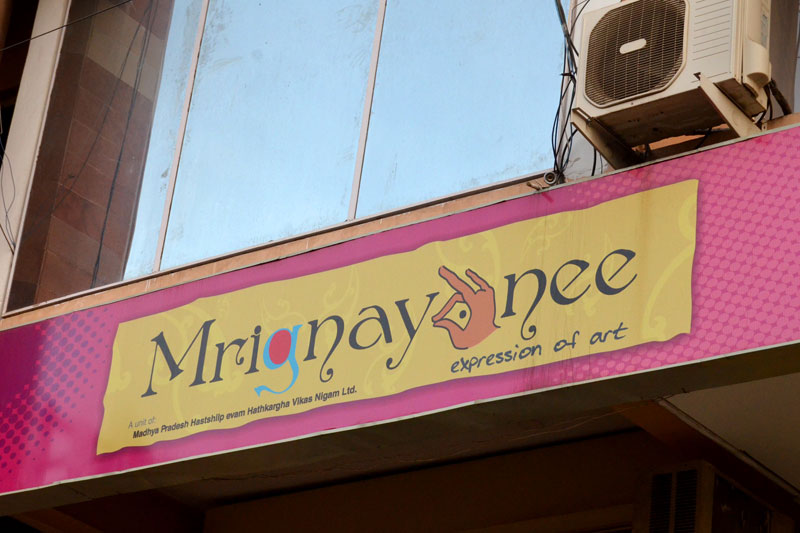 Mrignayanee
expression of art
A unit of:
Madhya Pradesh Hastshilp evam Hathkargha Vikas Nigam Ltd.